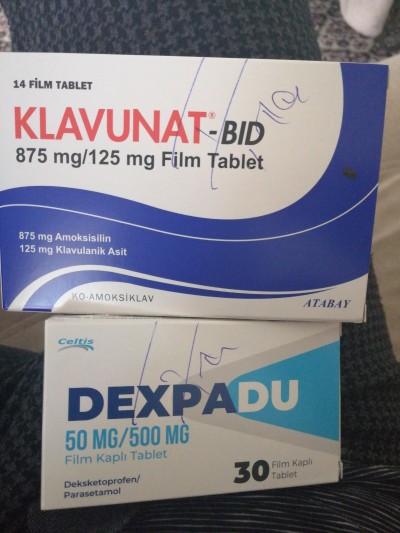 14 FİLM TABLET
KLAVUNAT®-BID
875 mg/125 mg Film Tablet
875 mg Amoksisilin
125 mg Klavulanik Asit
KO-AMOKSİKLAV
ATABAY
Celtis
DEXPADU
50 MG/500 MG
Film Kaplı Tablet
30 Film Kaplı
Tablet
Deksketoprofen/
Parasetamol